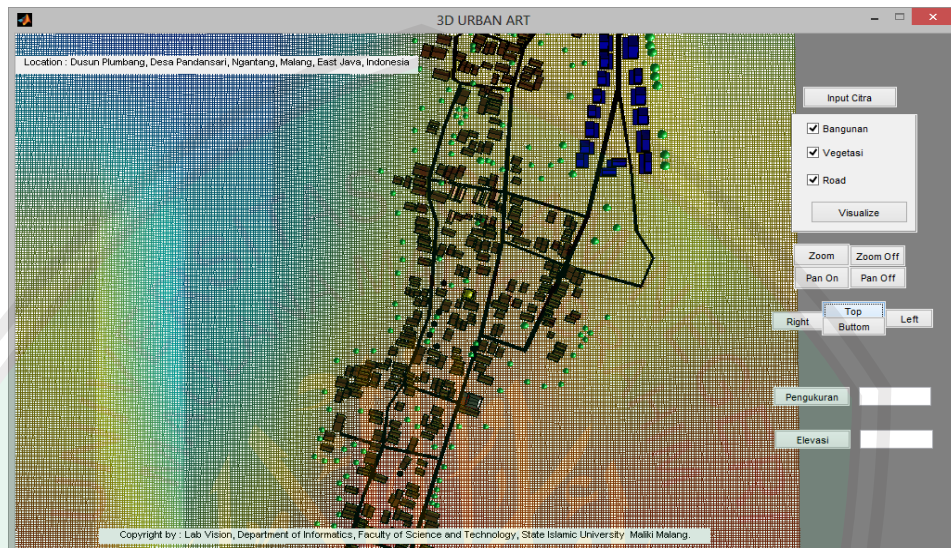 3D URBAN ART
Location : Dusun Plumbang, Desa Pandansari, Ngantang, Malang, East Java, Indonesia
Input Citra
Bangunan
Vegetasi
Road
Visualize
Zoom
Zoom Off
Pan On
Pan Off
Top
Right
Left
Buttom
Pengukuran
Elevasi
Copyright by : Lab Vision, Department of Informatics, Faculty of Science and Technology, State Islamic University Maliki Malang.